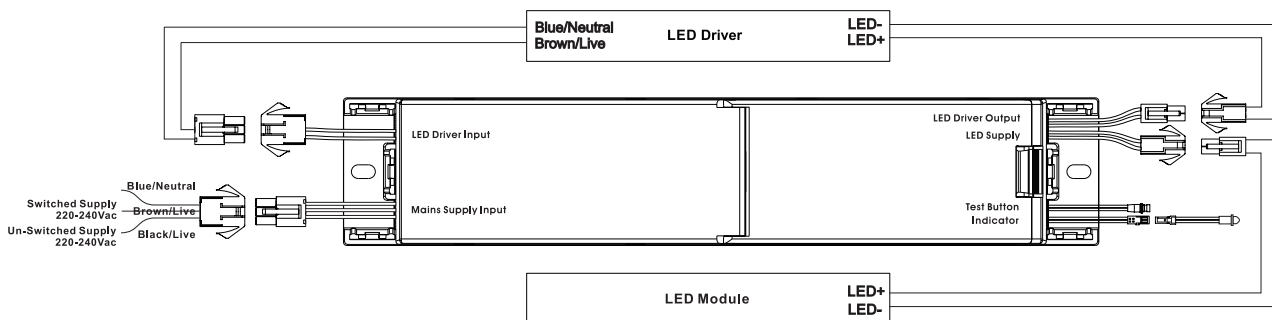 Blue/Neutral
Brown/Live
LED Driver
LED-
LED+
LED Driver Input
LED Driver Output
LED Supply
Blue/Neutral
Switched Supply
220-240Vac
Brown/Live
Un-Switched Supply
220-240Vac
Black/Live
Mains Supply Input
Test Button
Indicator
LED Module
LED+
LED-